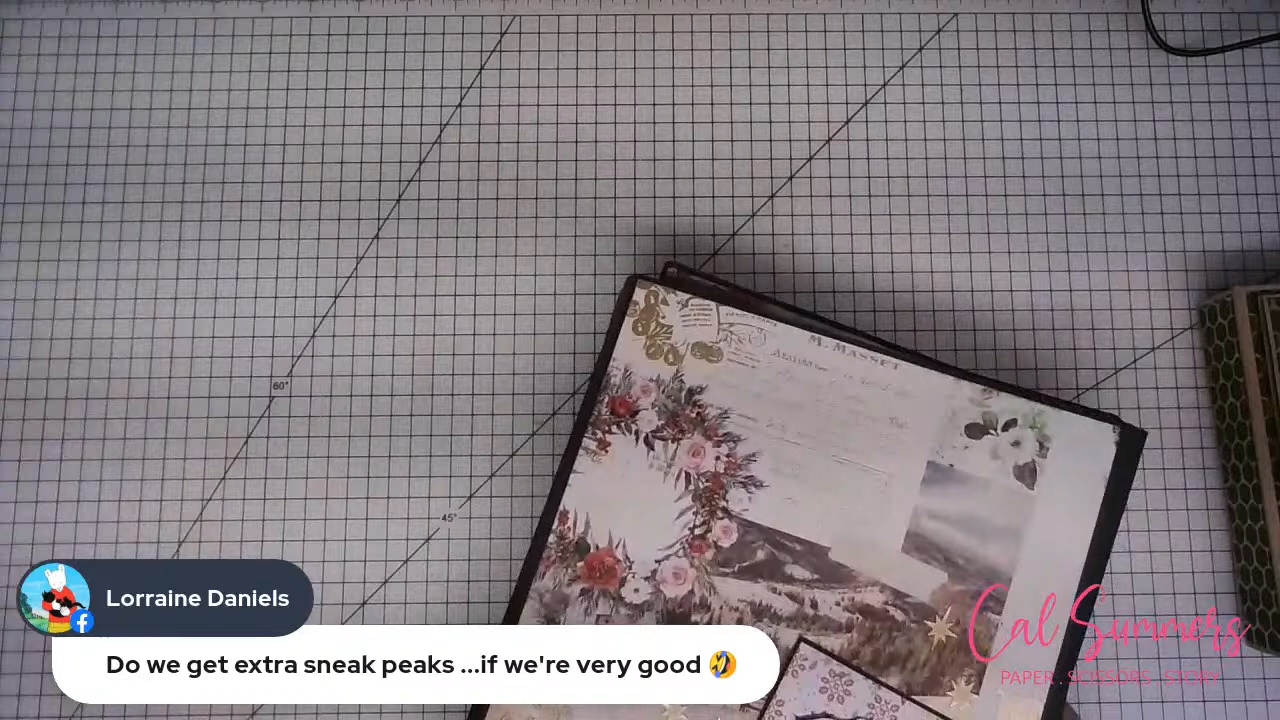 60°
M. MASSET
45°
Lorraine Daniels
Do we get extra sneak peaks ...if we're very good 🤣
Cal Summers
PAPER . SCISSORS . STORY